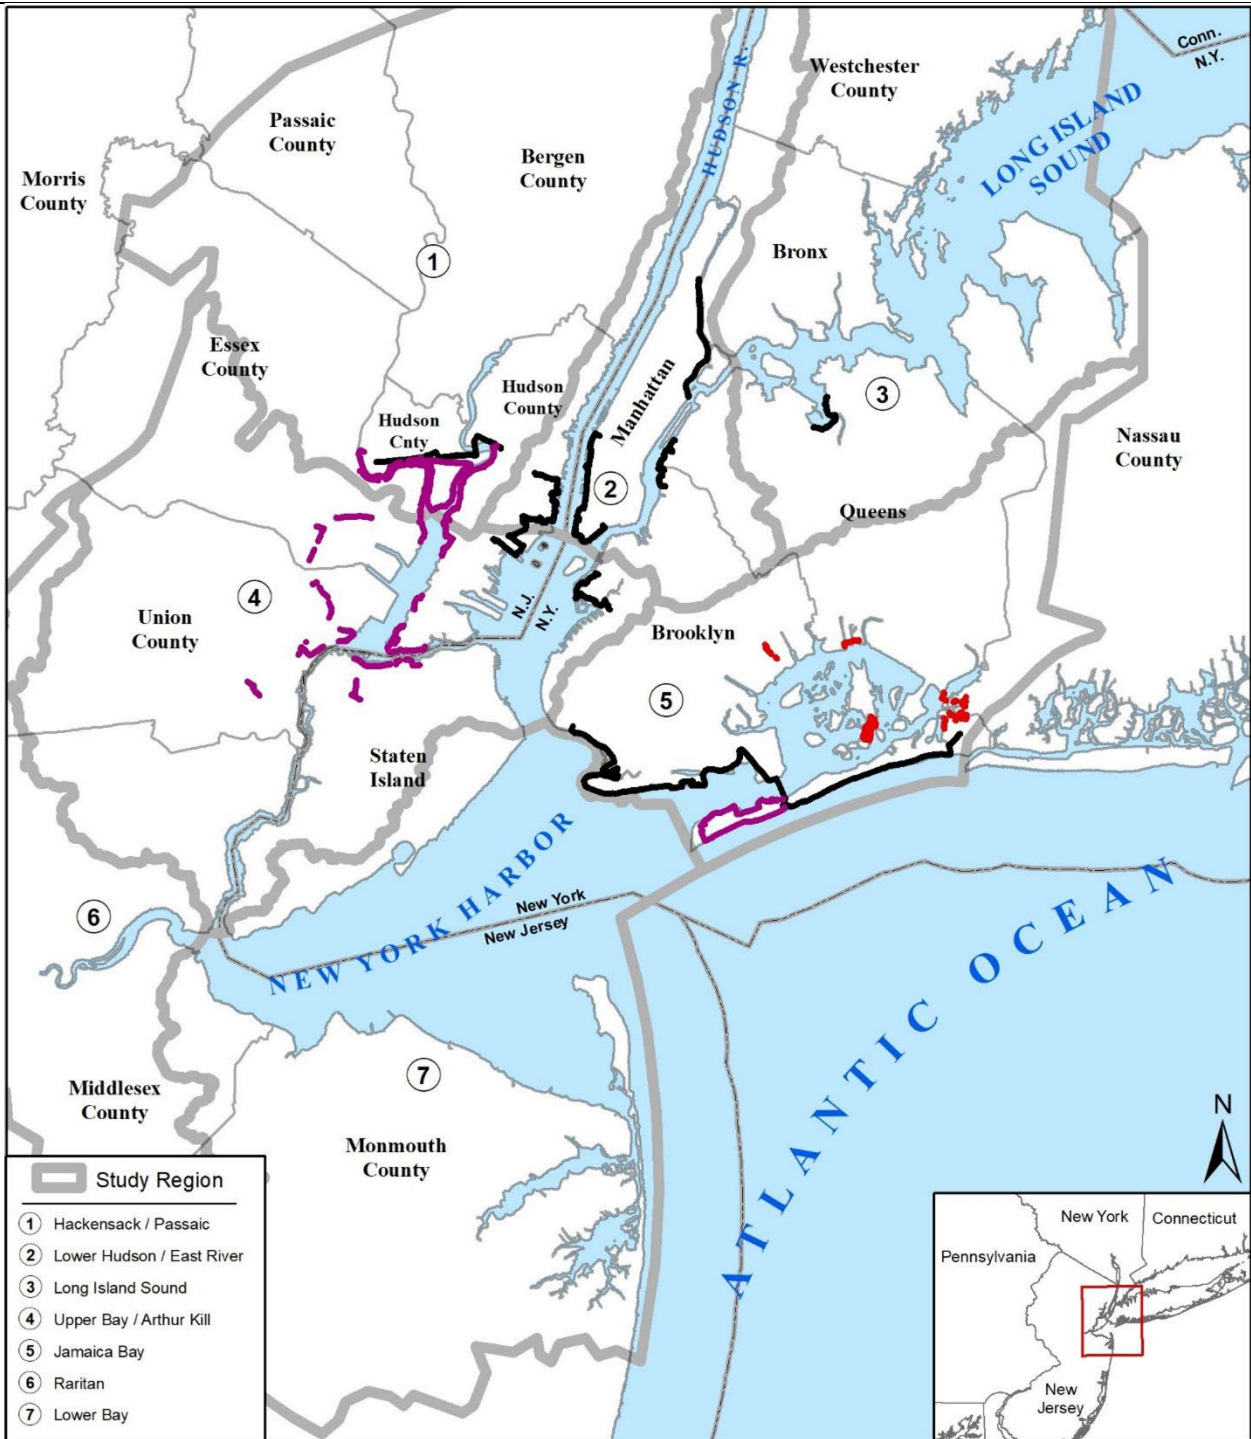 Conn.
N.Y.
Westchester
County
HUDSON R.
Passaic
County
LONG ISLAND
SOUND
Bergen
County
Morris
County
Bronx
1
Essex
County
Hudson
County
Manhattan
3
Hudson
Cnty
Nassau
County
2
Queens
4
N.J.
N.Y.
Union
County
Brooklyn
5
Staten
Island
NEW YORK HARBOR
6
New York
New Jersey
ATLANTIC OCEAN
7
Middlesex
County
Monmouth
County
N
Study Region
1 Hackensack / Passaic
2 Lower Hudson / East River
3 Long Island Sound
4 Upper Bay / Arthur Kill
5 Jamaica Bay
6 Raritan
7 Lower Bay
New York
Connecticut
Pennsylvania
New
Jersey